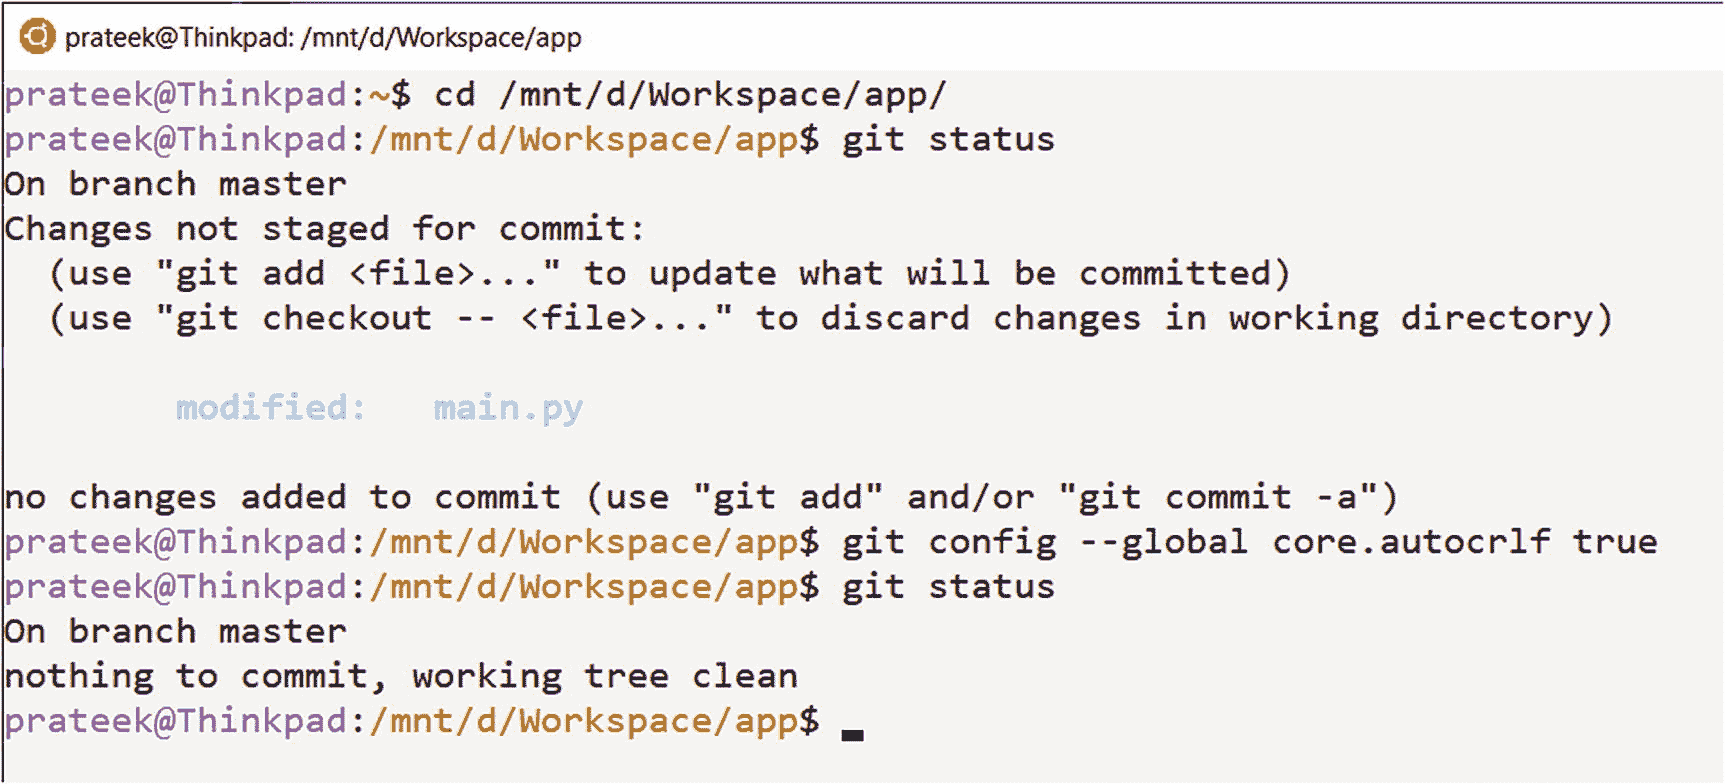 prateek@Thinkpad: /mnt/d/Workspace/app
prateek@Thinkpad:~$ cd /mnt/d/Workspace/app/
prateek@Thinkpad:/mnt/d/Workspace/app$ git status
On branch master
Changes not staged for commit:
  (use "git add <file>..." to update what will be committed)
  (use "git checkout -- <file>..." to discard changes in working directory)
        modified:   main.py
no changes added to commit (use "git add" and/or "git commit -a")
prateek@Thinkpad:/mnt/d/Workspace/app$ git config --global core.autocrlf true
prateek@Thinkpad:/mnt/d/Workspace/app$ git status
On branch master
nothing to commit, working tree clean
prateek@Thinkpad:/mnt/d/Workspace/app$